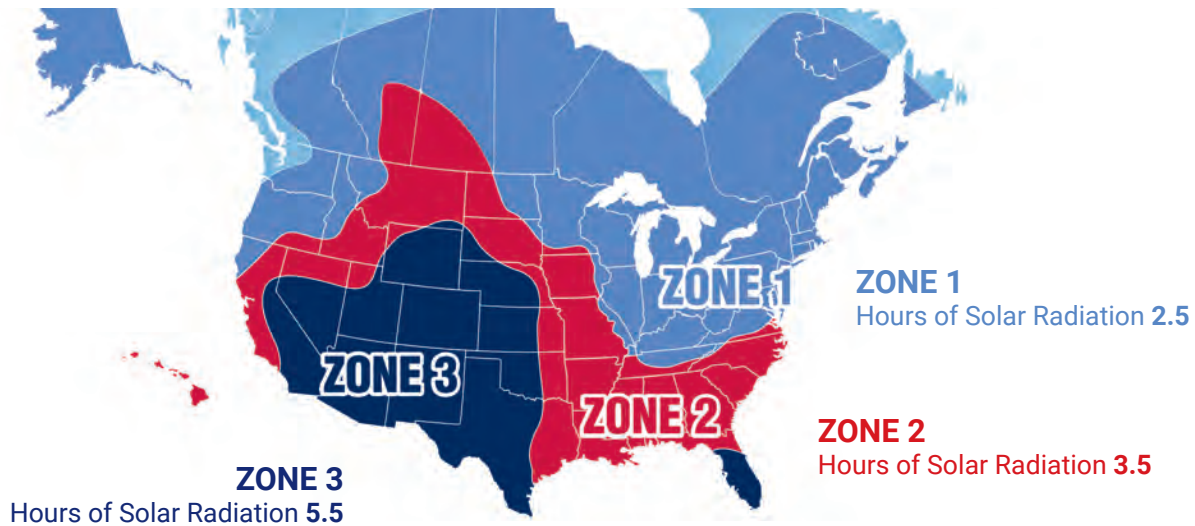 ZONE 1
ZONE 1
Hours of Solar Radiation 2.5
ZONE 3
ZONE 2
ZONE 2
Hours of Solar Radiation 3.5
ZONE 3
Hours of Solar Radiation 5.5